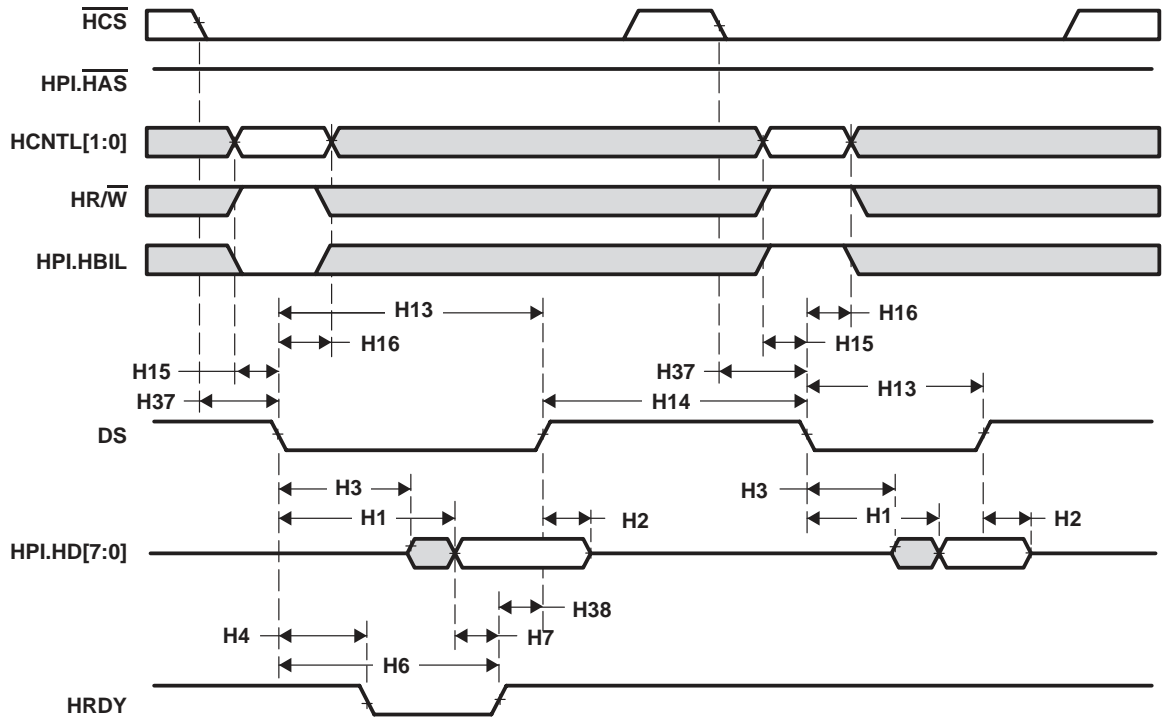 HCS
HPI.HAS
HCNTL[1:0]
HR/W
HPI.HBIL
H13
H16
H16
H15
H15
H37
H13
H37
H14
DS
H3
H3
H1
H1
H2
H2
HPI.HD[7:0]
H38
H4
H7
H6
HRDY